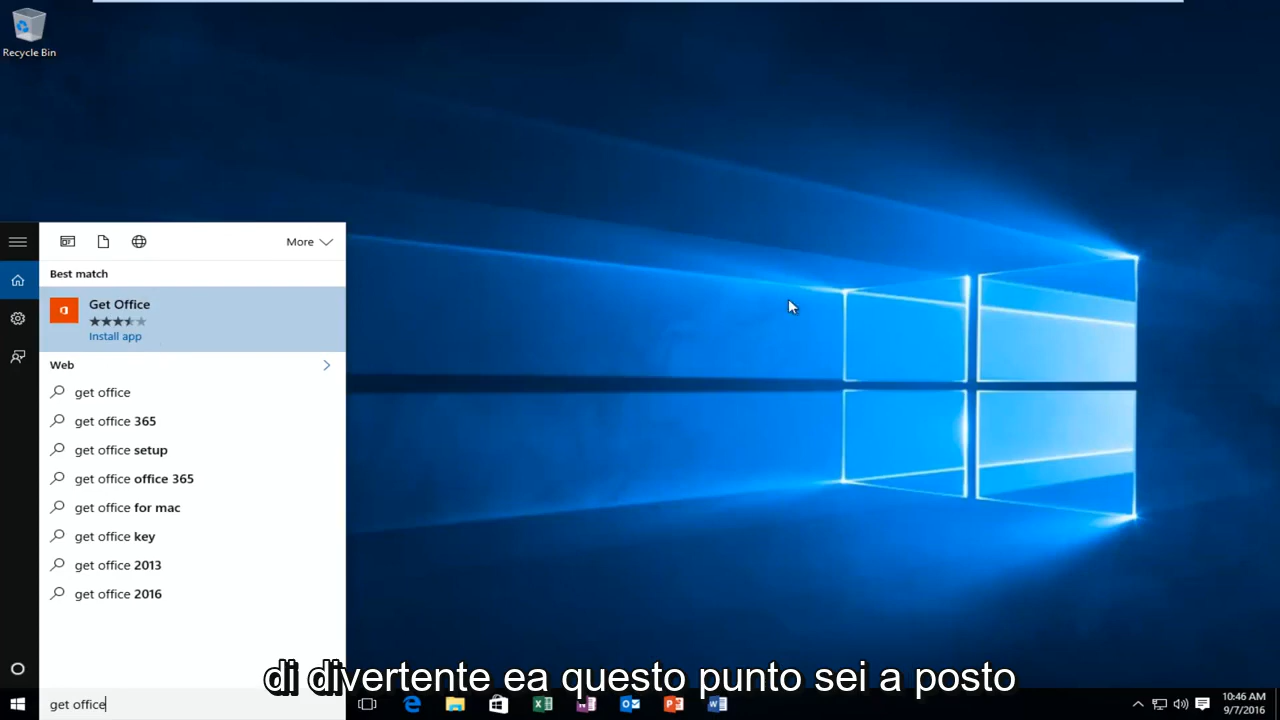 Recycle Bin
More
Best match
Get Office
Install app
Web
get office
get office 365
get office setup
get office office 365
get office for mac
get office key
get office 2013
get office 2016
di divertente ea questo punto sei a posto
get office
10:46 AM
9/7/2016